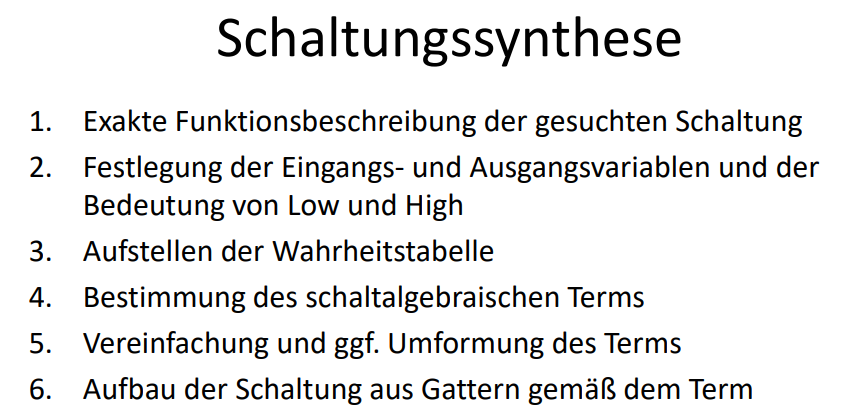 Schaltungssynthese
1. Exakte Funktionsbeschreibung der gesuchten Schaltung
2. Festlegung der Eingangs- und Ausgangsvariablen und der
Bedeutung von Low und High
3. Aufstellen der Wahrheitstabelle
4. Bestimmung des schaltalgebraischen Terms
5. Vereinfachung und ggf. Umformung des Terms
6. Aufbau der Schaltung aus Gattern gemäß dem Term